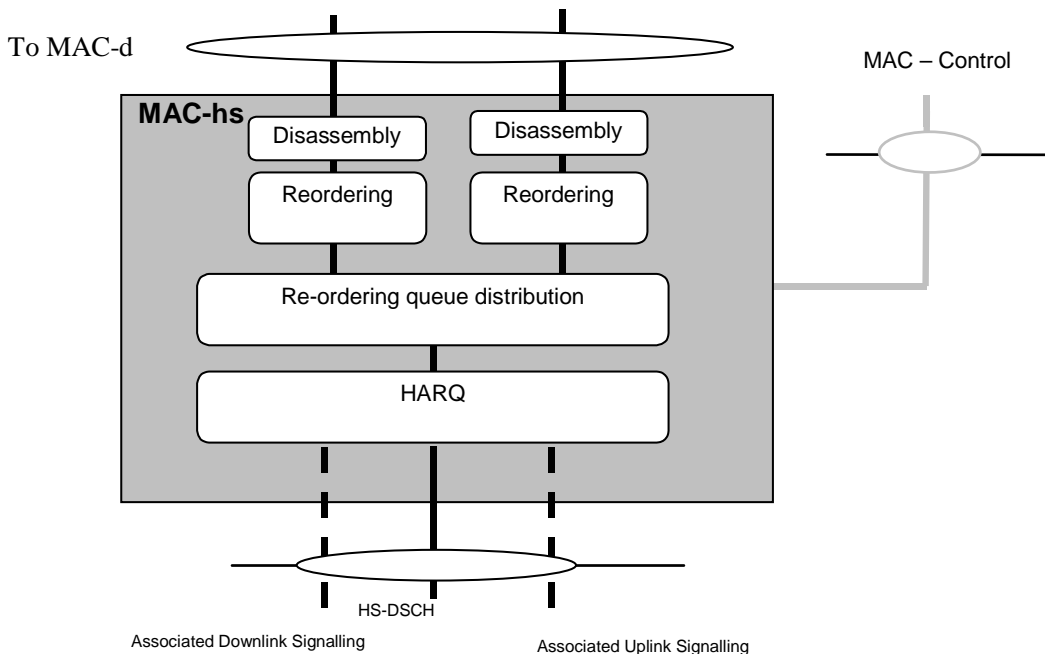 To MAC-d
MAC – Control
MAC-hs
Disassembly
Disassembly
Reordering
Reordering
Re-ordering queue distribution
HARQ
HS-DSCH
Associated Downlink Signalling
Associated Uplink Signalling